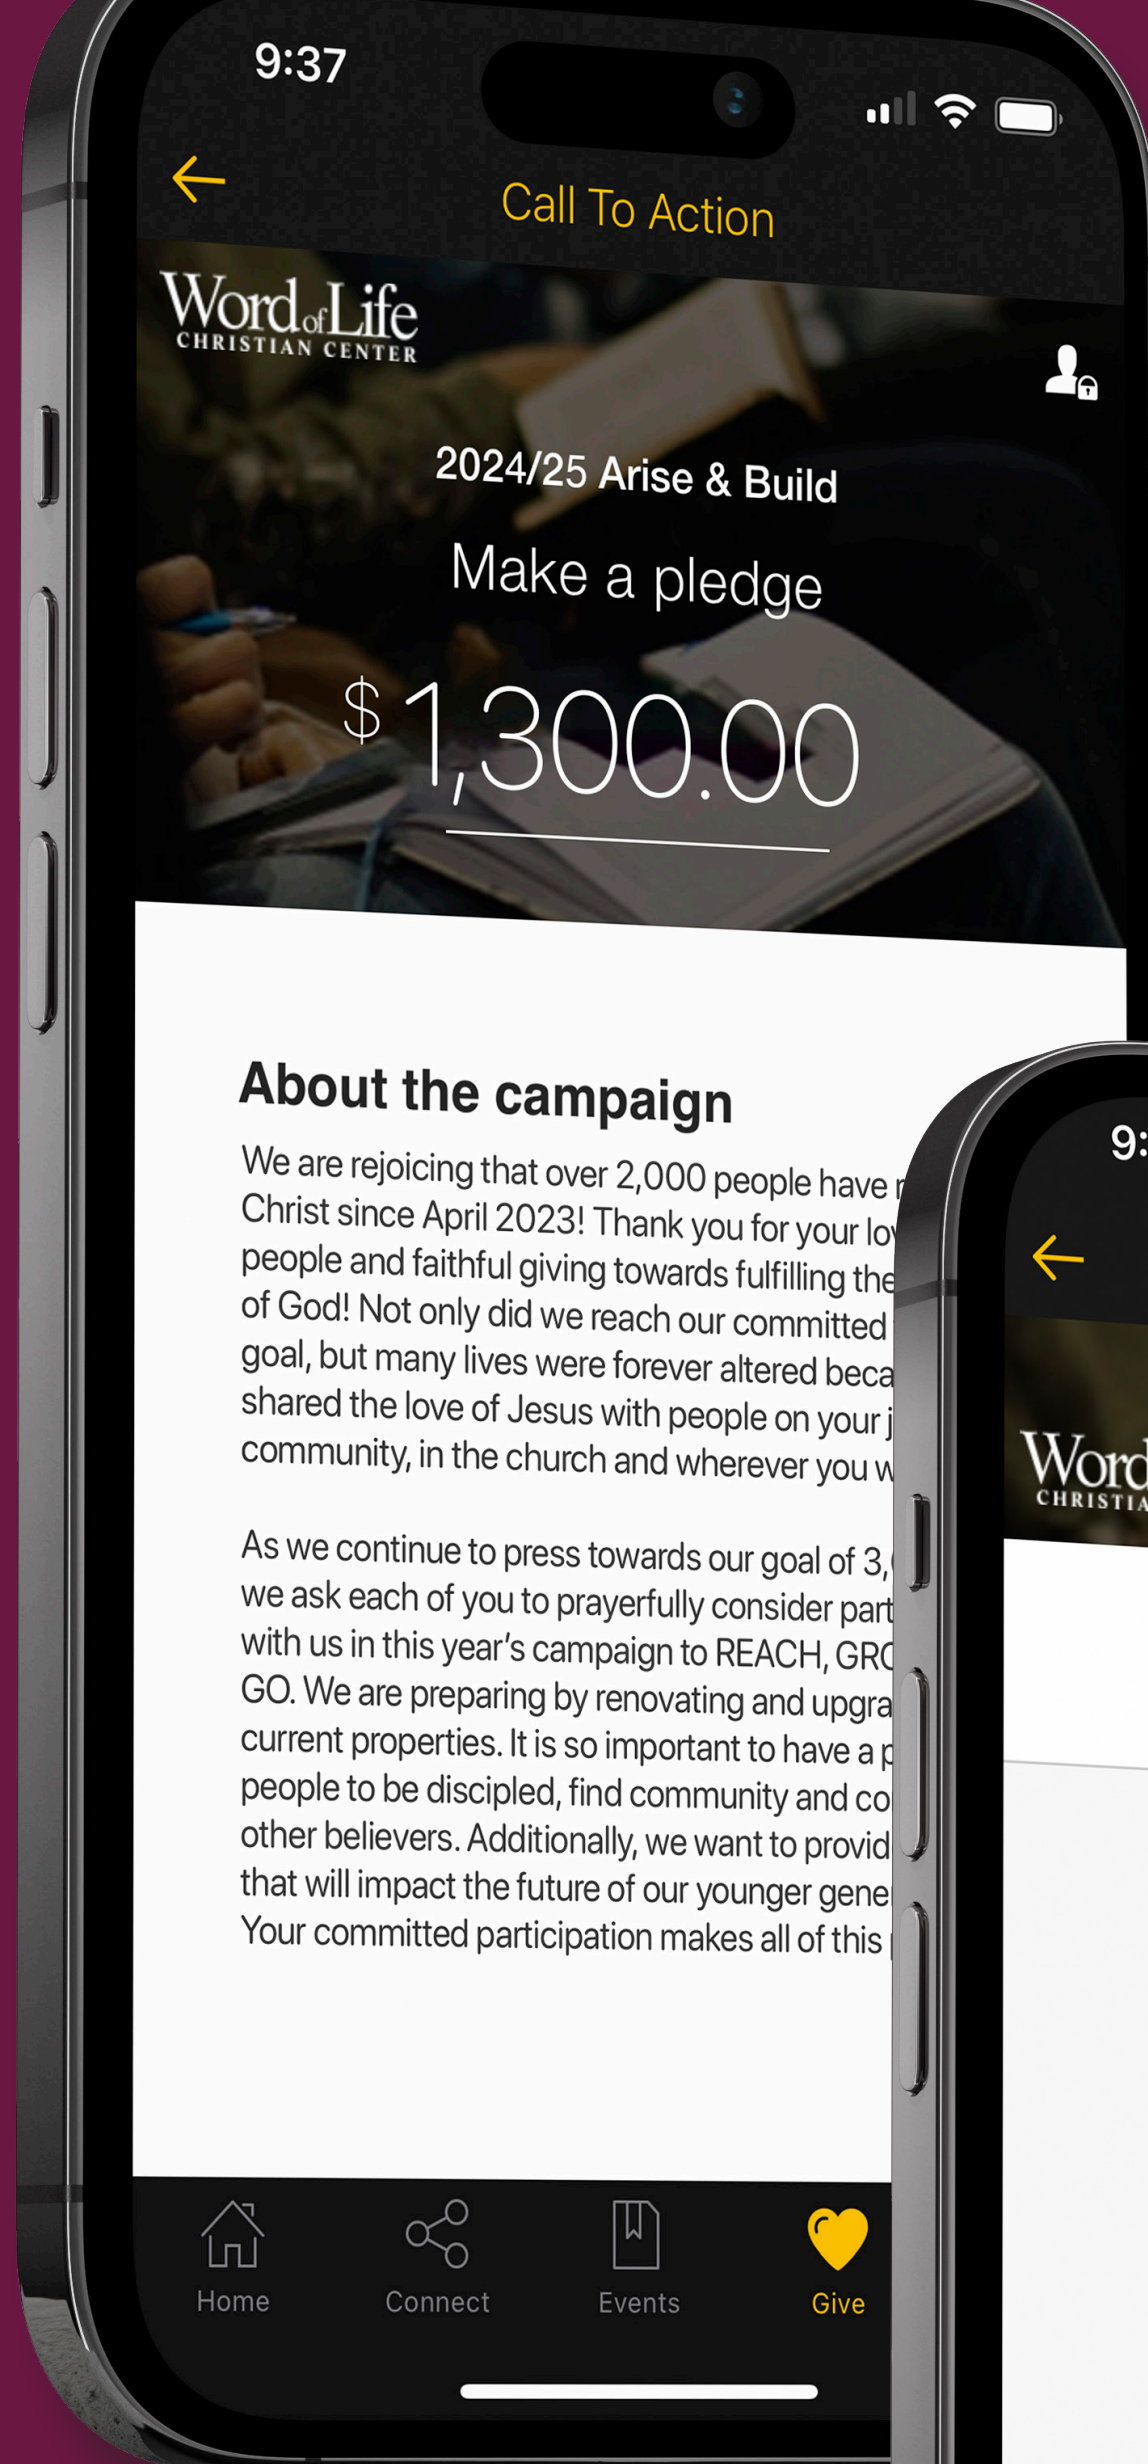 9:37
Call To Action
Word of Life
CHRISTIAN CENTER
2024/25 Arise & Build
Make a pledge
$1,300.00
About the campaign
We are rejoicing that over 2,000 people have
Christ since April 2023! Thank you for your
people and faithful giving towards fulfilling the
of God! Not only did we reach our committed
goal, but many lives were forever altered
shared the love of Jesus with people on your
community, in the church and wherever you
As we continue to press towards our goal of 3,
we ask each of you to prayerfully consider
with us in this year's campaign to REACH,
GO. We are preparing by renovating and
current properties. It is so important to have a
people to be discipled, find community and
other believers. Additionally, we want to
that will impact the future of our younger
Your committed participation makes all of this
Home
Connect
Events
Give
9:
Word